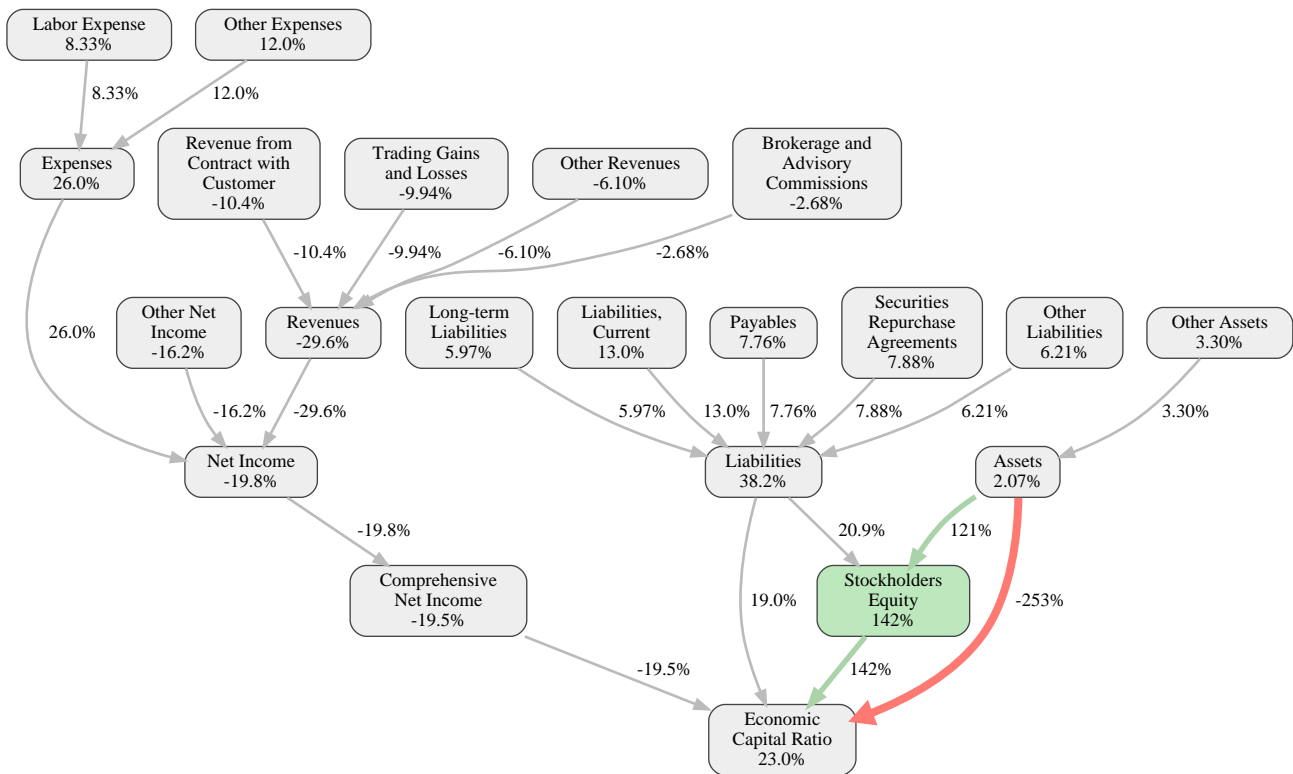 Labor Expense
8.33%
Other Expenses
12.0%
8.33%
12.0%
Expenses
26.0%
Revenue from
Contract with
Customer
-10.4%
Trading Gains
and Losses
-9.94%
Other Revenues
-6.10%
Brokerage and
Advisory
Commissions
-2.68%
-10.4%
-9.94%
-6.10%
-2.68%
26.0%
Other Net
Income
-16.2%
Revenues
-29.6%
Long-term
Liabilities
5.97%
Liabilities,
Current
13.0%
Payables
7.76%
Securities
Repurchase
Agreements
7.88%
Other
Liabilities
6.21%
Other Assets
3.30%
-16.2%
-29.6%
5.97%
13.0%
7.76%
7.88%
6.21%
3.30%
Net Income
-19.8%
Liabilities
38.2%
Assets
2.07%
-19.8%
20.9%
121%
Comprehensive
Net Income
-19.5%
19.0%
Stockholders
Equity
142%
-253%
-19.5%
142%
Economic
Capital Ratio
23.0%